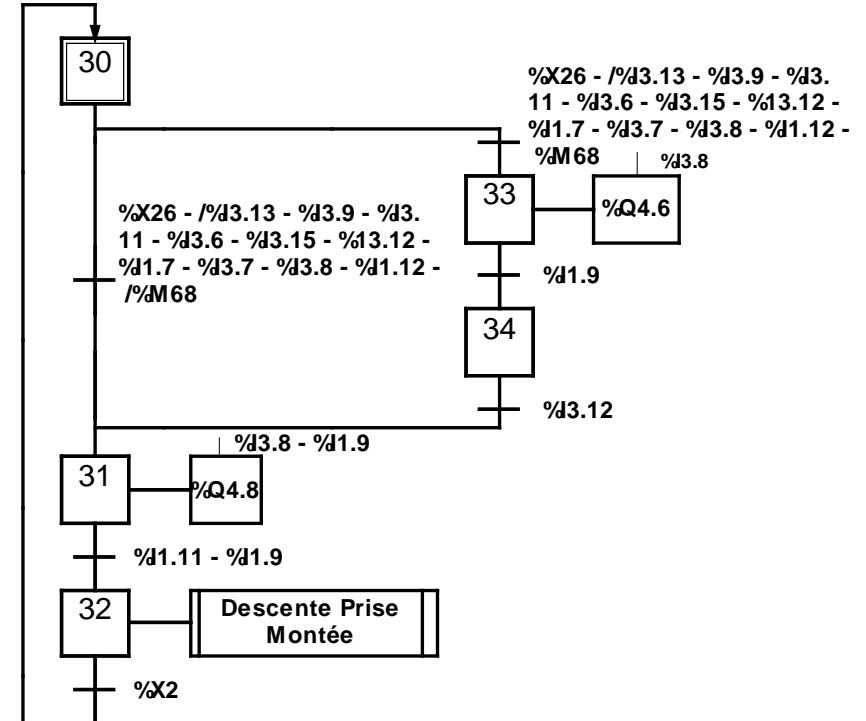 30
%X26 - /%I3.13 - %I3.9 - %I3.
11 - %I3.6 - %I3.15 - %13.12 -
%I1.7 - %I3.7 - %I3.8 - %I1.12 -
%M68
%I3.8
33
%Q4.6
%X26 - /%I3.13 - %I3.9 - %I3.
11 - %I3.6 - %I3.15 - %13.12 -
%I1.7 - %I3.7 - %I3.8 - %I1.12 -
/%M68
%I1.9
34
%I3.12
%I3.8 - %I1.9
31
%Q4.8
%I1.11 - %I1.9
32
Descente Prise
Montée
%X2